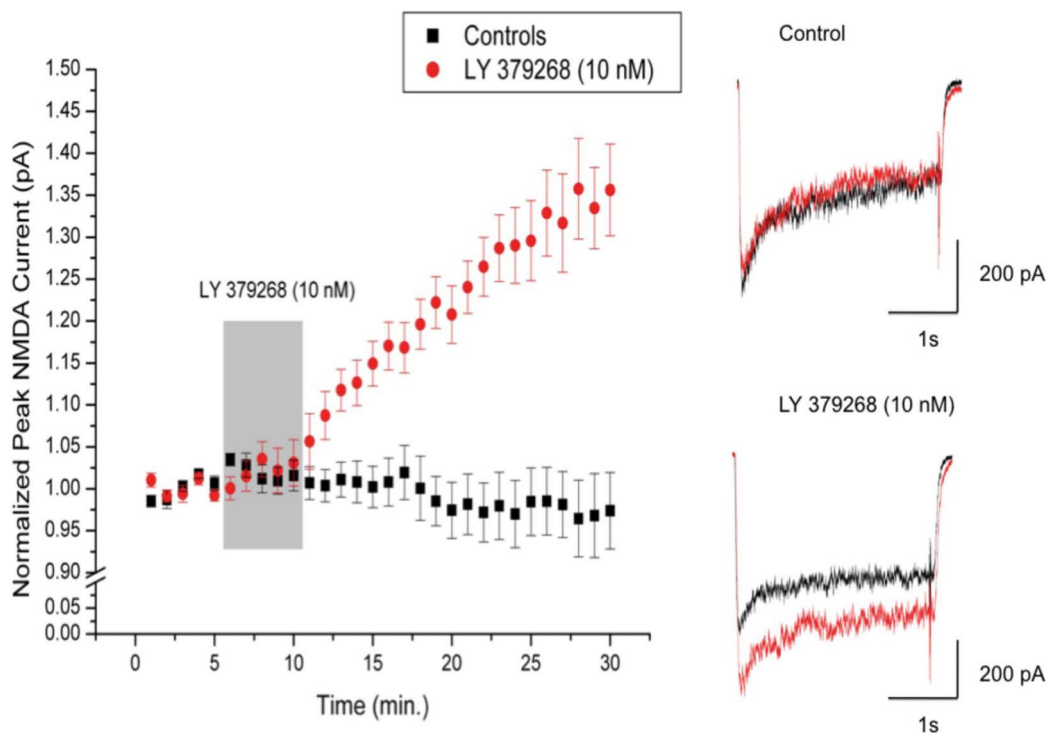 Controls
LY 379268 (10 nM)
Normalized Peak NMDA Current (pA)
1.50
1.45
1.40
1.35
1.30
1.25
1.20
1.15
1.10
1.05
1.00
0.95
0.90
0.05
0.00
LY 379268 (10 nM)
0 5 10 15 20 25 30
Time (min.)
Control
200 pA
1s
LY 379268 (10 nM)
200 pA
1s